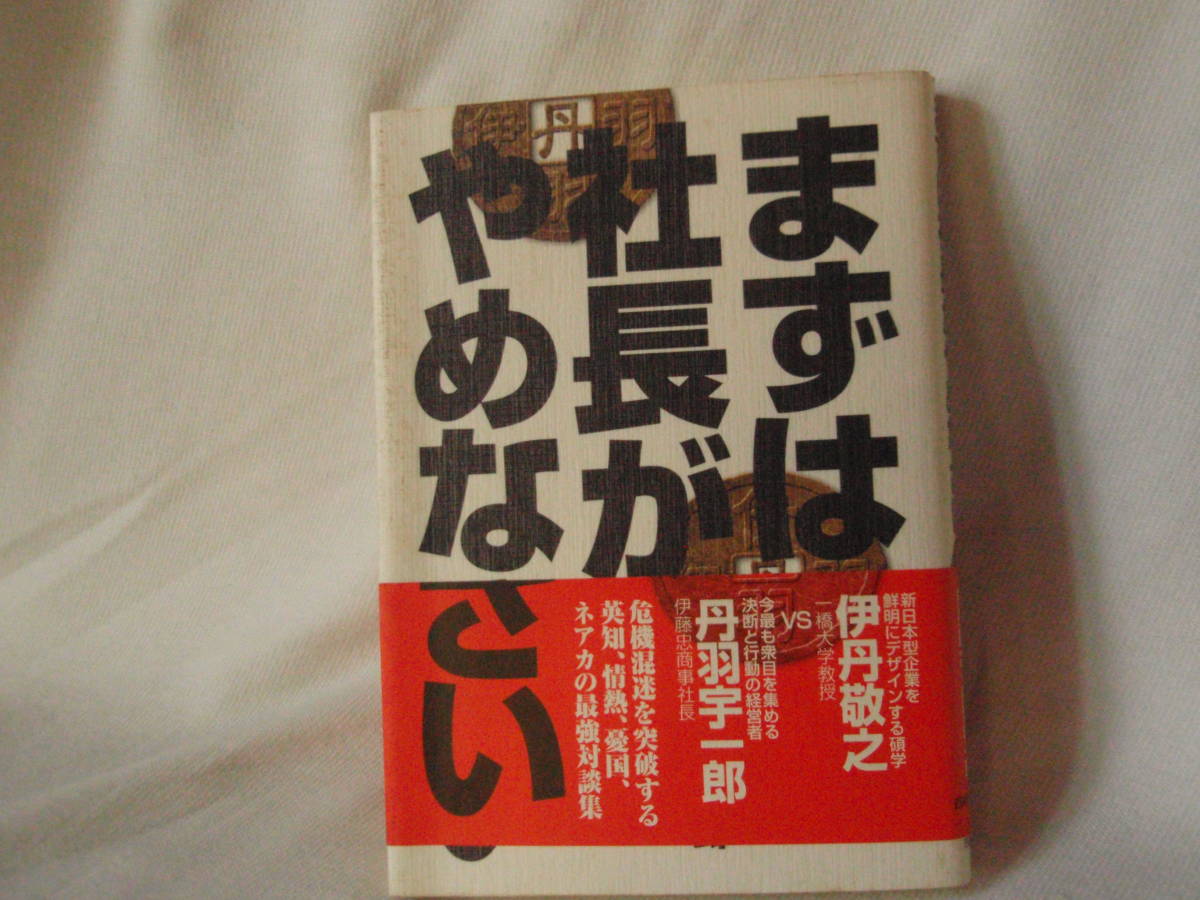 まずは
社長が
やめなさい
新日本型企業を
鮮明にデザインする碩学
伊丹敬之
一橋大学教授
VS
今最も衆目を集める
決断と行動の経営者
丹羽宇一郎
伊藤忠商事社長
危機混迷を突破する
英知、情熱、憂国、
ネアカの最強対談集
伊丹羽